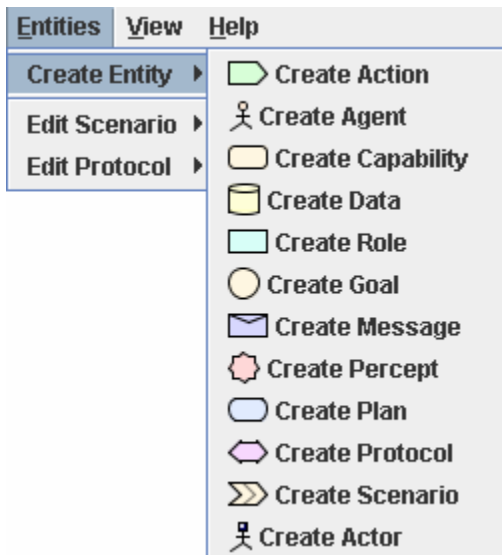 Entities View Help
Create Entity
Edit Scenario
Edit Protocol
Create Action
Create Agent
Create Capability
Create Data
Create Role
Create Goal
Create Message
Create Percept
Create Plan
Create Protocol
Create Scenario
Create Actor